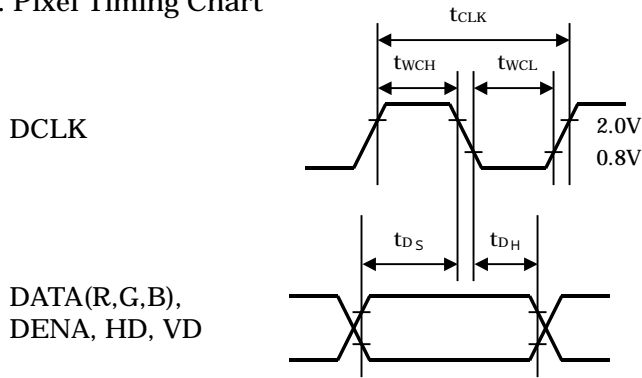 . Pixel Timing Chart
tCLK
tWCH tWCL
DCLK
2.0V
0.8V
tDS tDH
DATA(R,G,B),
DENA, HD, VD